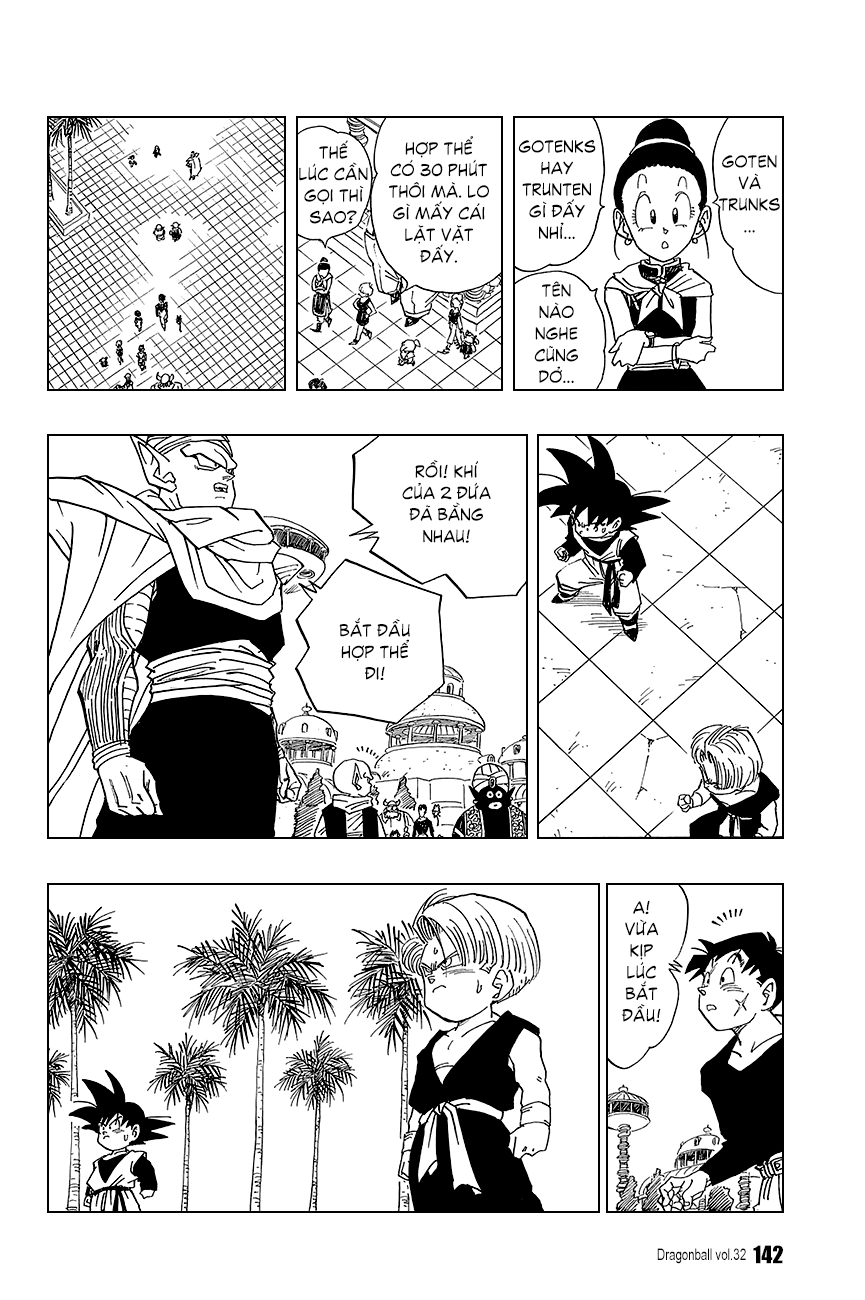 GOTEN
VÀ
TRUNKS
...
GOTENKS
HAY
TRUNTEN
GÌ ĐẤY
NHỈ...
TÊN
NÀO
NGHE
CŨNG
DỞ...
HỢP THỂ
CÓ 30 PHÚT
THÔI MÀ. LO
GÌ MẤY CÁI
LẶT VẶT
ĐẤY.
THẾ
LÚC CẦN
GỌI THÌ
SAO?
RỒI! KHÍ
CỦA 2 ĐỨA
ĐÃ BẰNG
NHAU!
BẮT ĐẦU
HỢP THỂ
ĐI!
A!
VỪA
KỊP
LÚC
BẮT
ĐẦU!
Dragonball vol.32 142